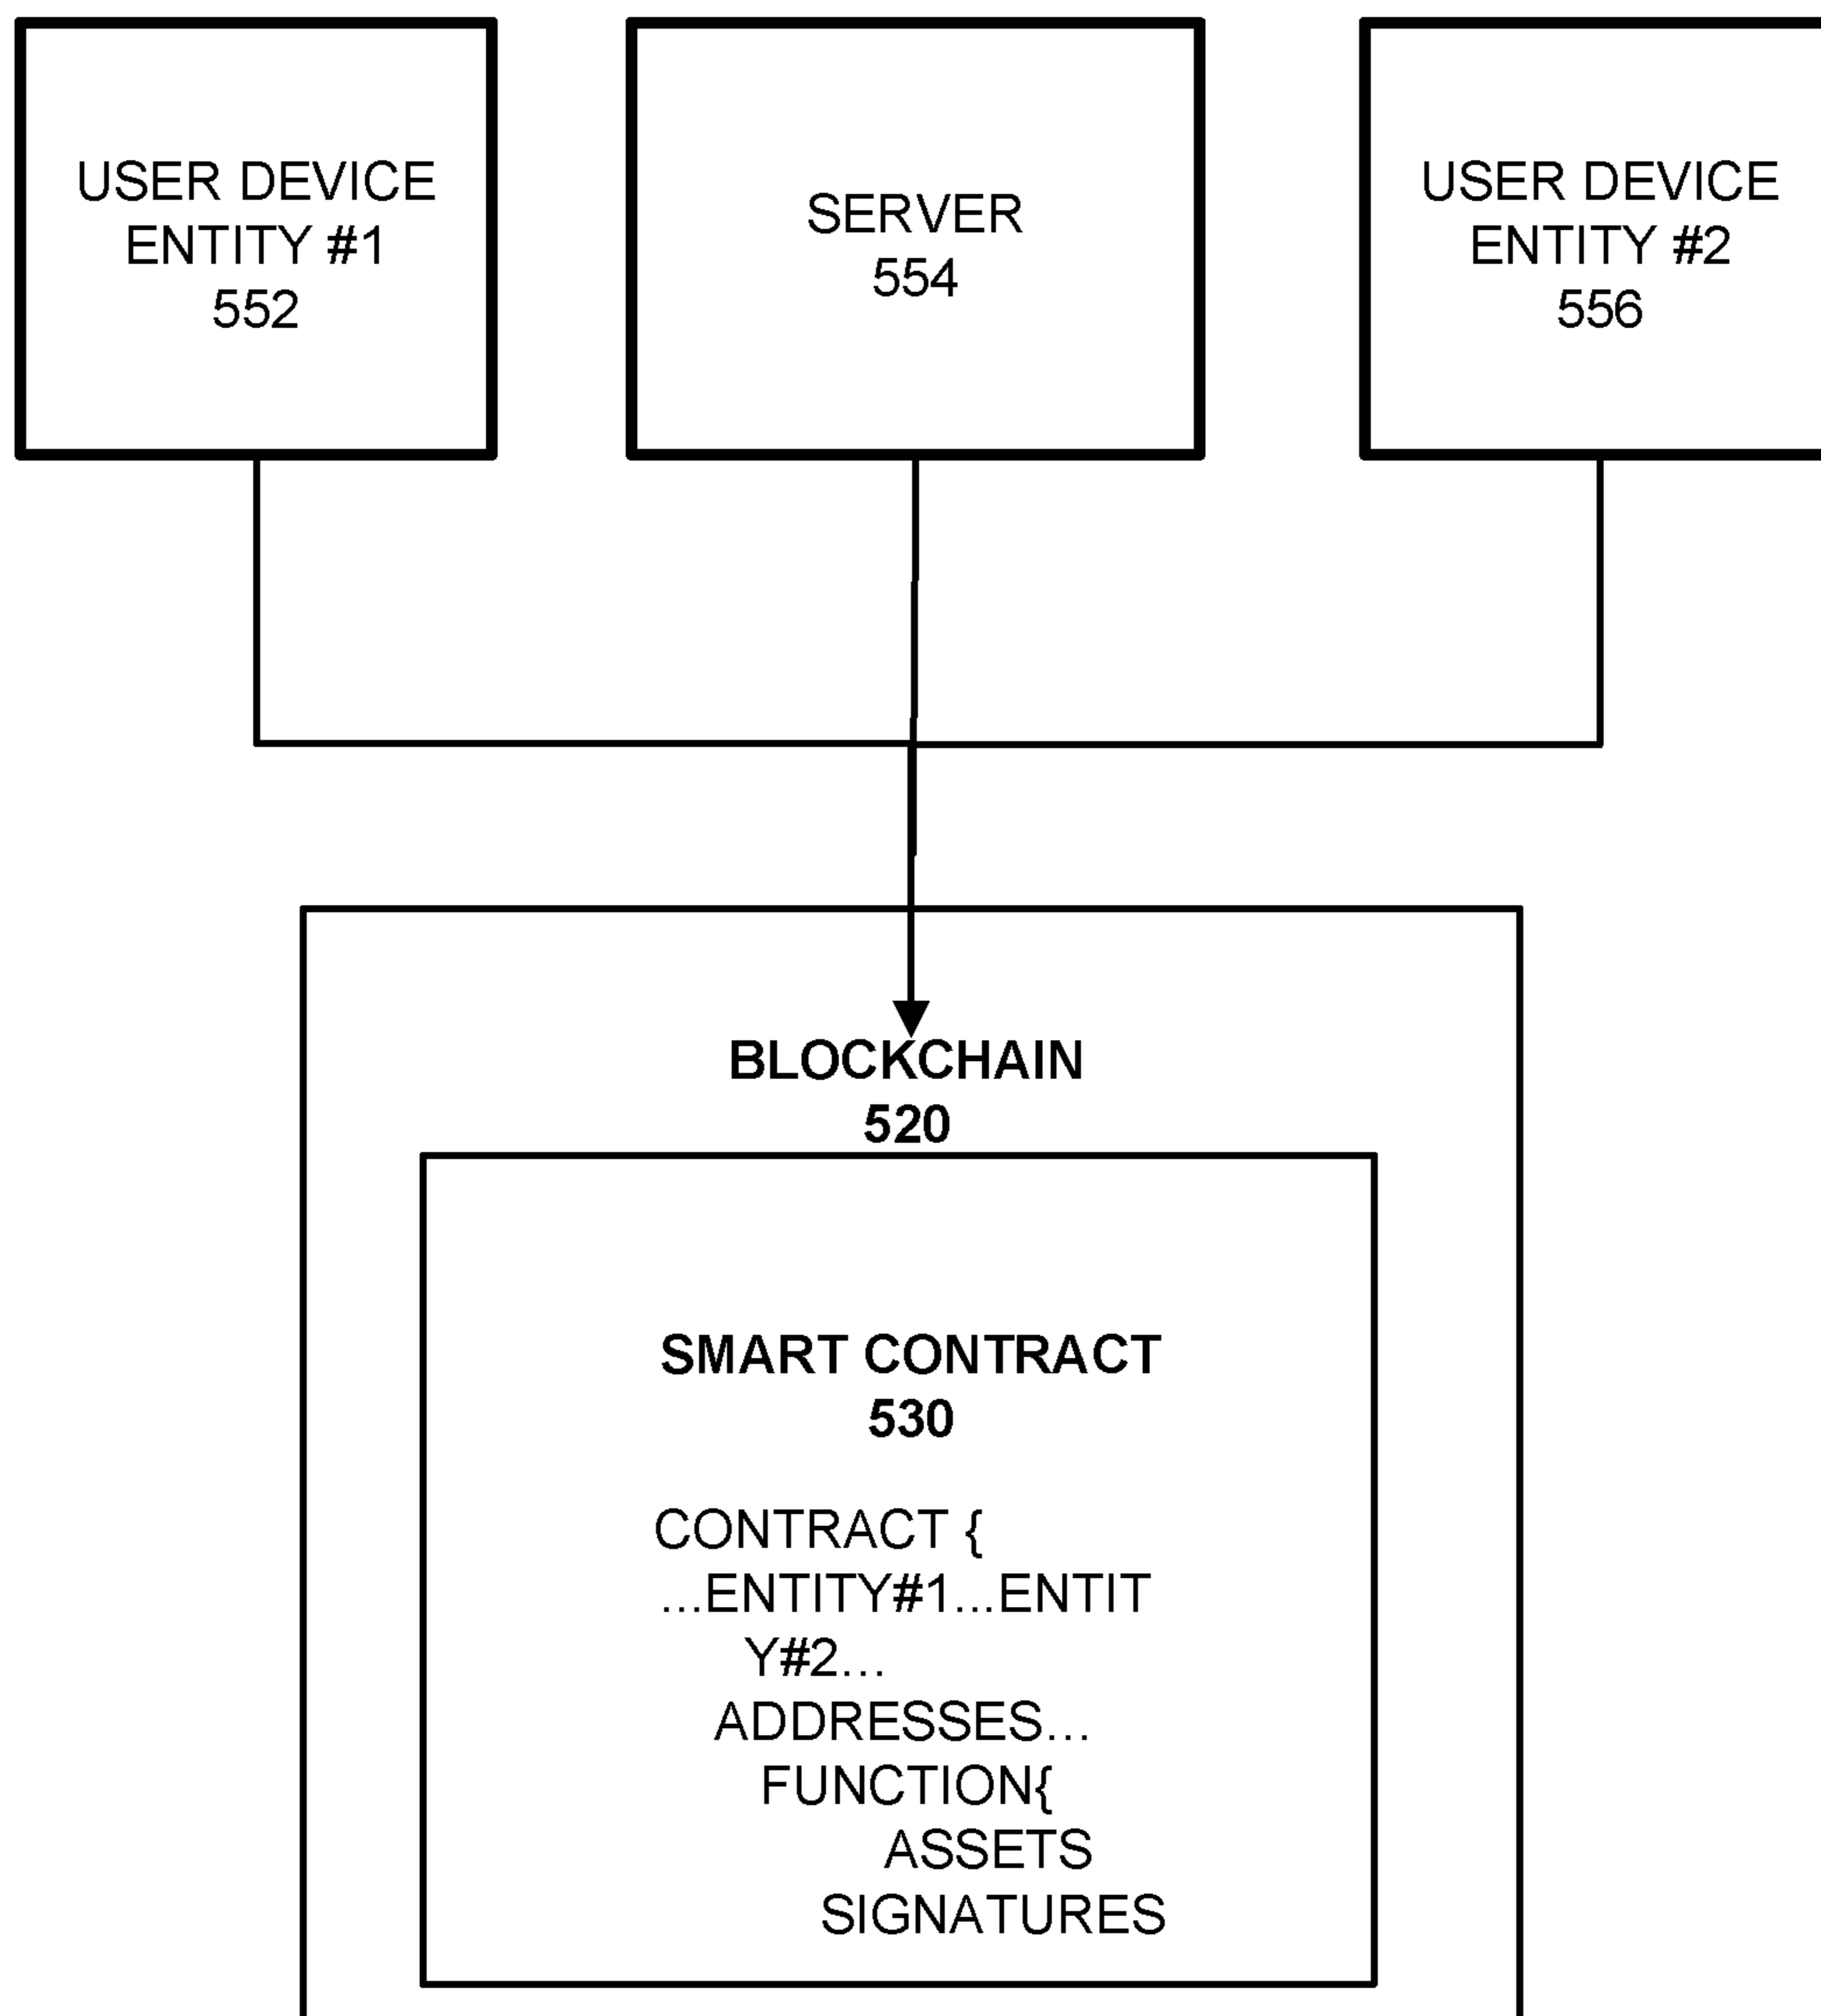 USER DEVICE
ENTITY #1
552
SERVER
554
USER DEVICE
ENTITY #2
556
BLOCKCHAIN
520
SMART CONTRACT
530
CONTRACT {
...ENTITY#1...ENTIT
Y#2...
ADDRESSES...
FUNCTION{
ASSETS
SIGNATURES